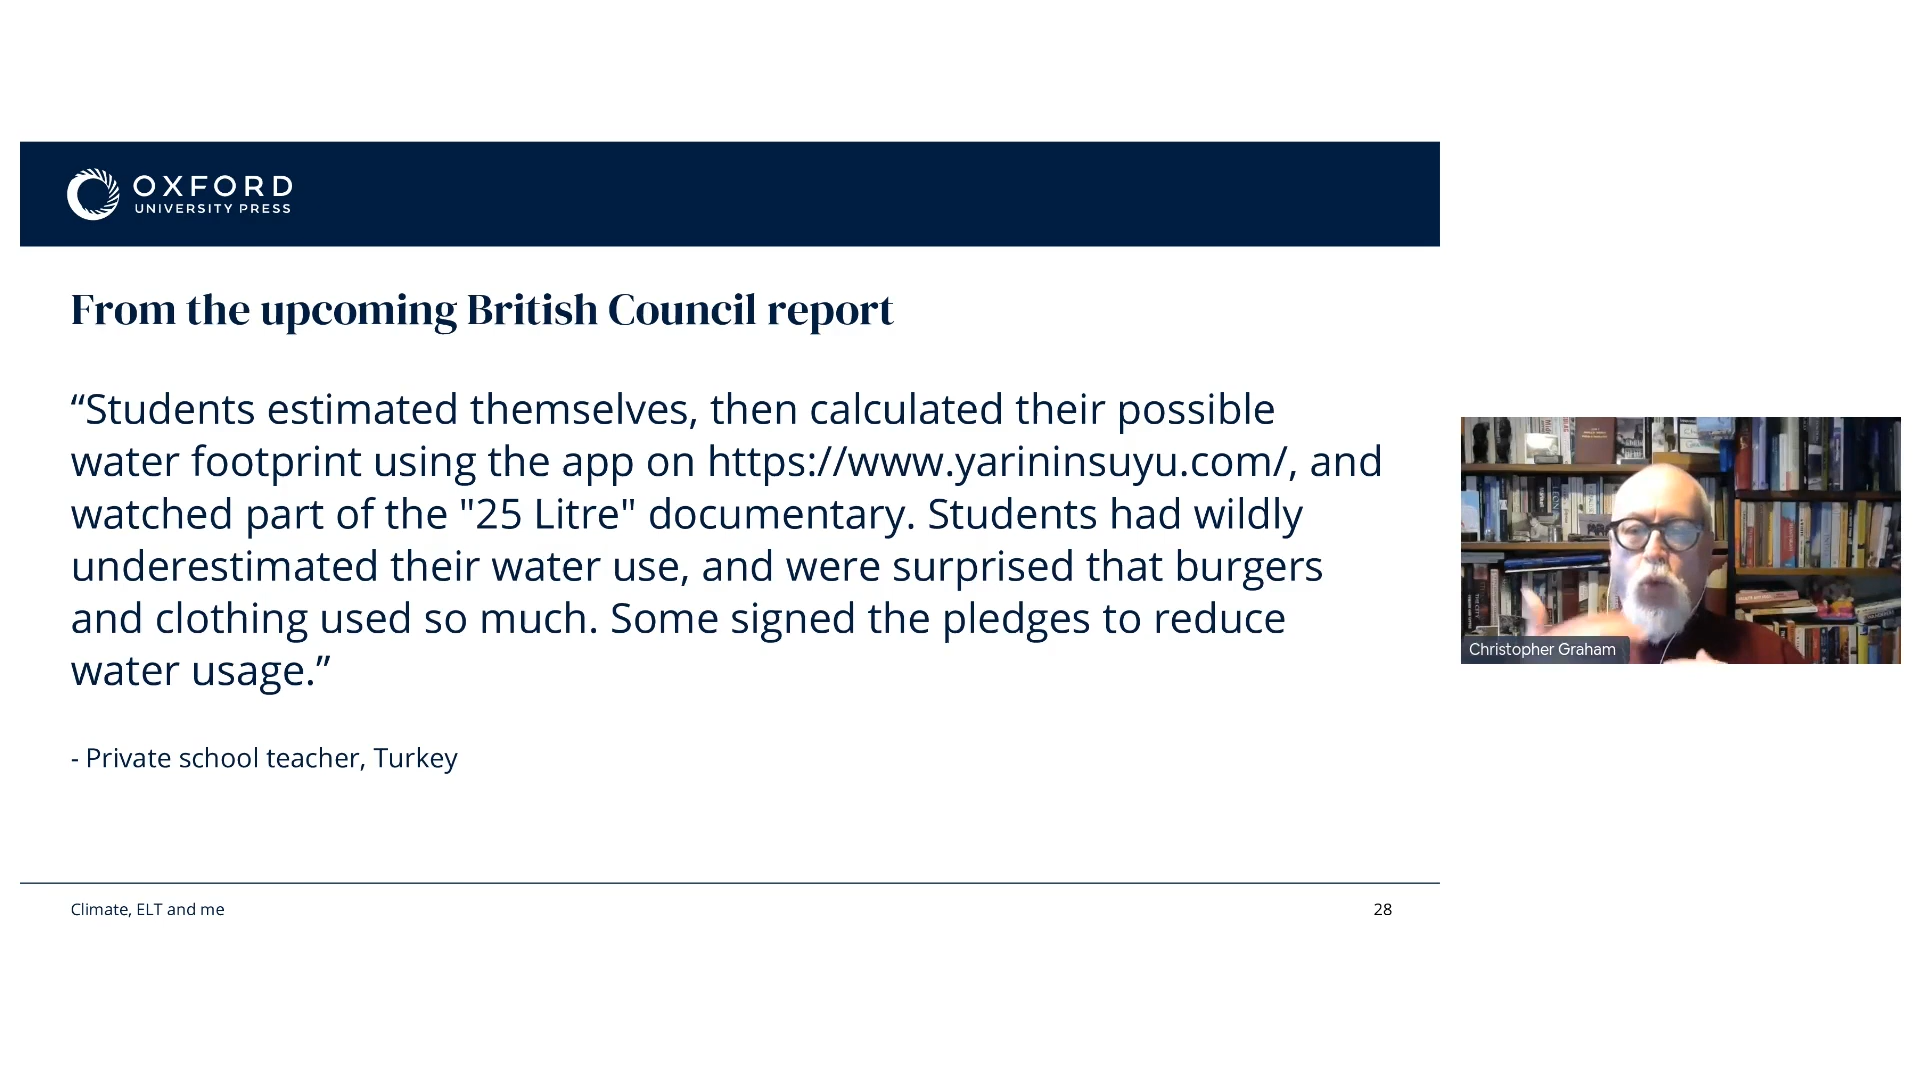 OXFORD
UNIVERSITY PRESS
From the upcoming British Council report
“Students estimated themselves, then calculated their possible
water footprint using the app on https://www.yarininsuyu.com/, and
watched part of the "25 Litre" documentary. Students had wildly
underestimated their water use, and were surprised that burgers
and clothing used so much. Some signed the pledges to reduce
water usage.”
- Private school teacher, Turkey
Climate, ELT and me
28
Christopher Graham